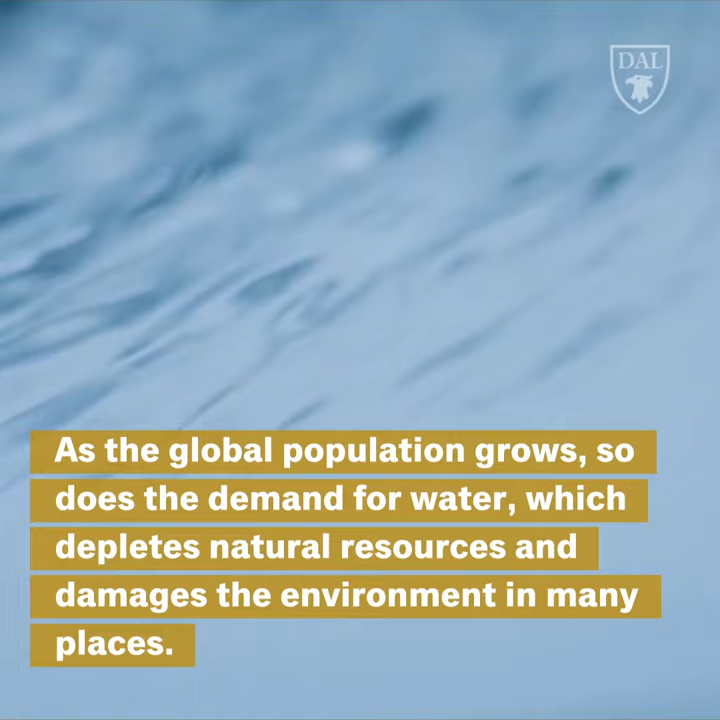 DAL
As the global population grows, so
does the demand for water, which
depletes natural resources and
damages the environment in many
places.